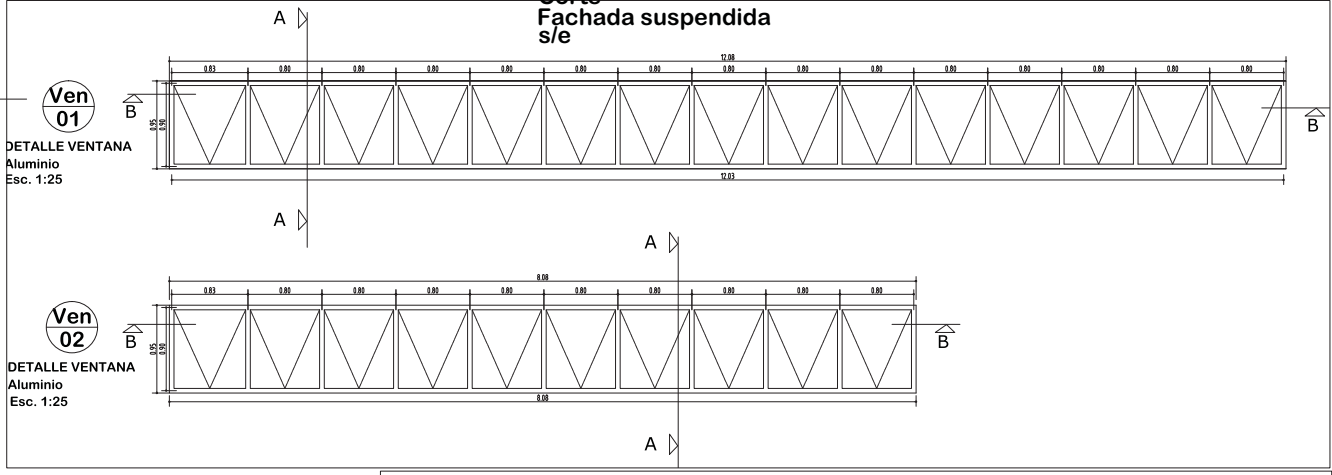 Corte
Fachada suspendida
s/e
A
12.08
0.83 0.80 0.80 0.80 0.80 0.80 0.80 0.80 0.80 0.80 0.80 0.80 0.80 0.80 0.80
Ven
01
B
0.95
0.90
B
DETALLE VENTANA
Aluminio
Esc. 1:25
12.03
A
A
8.08
0.83 0.80 0.80 0.80 0.80 0.80 0.80 0.80 0.80 0.80
Ven
02
B
0.95
0.90
B
DETALLE VENTANA
Aluminio
Esc. 1:25
8.08
A